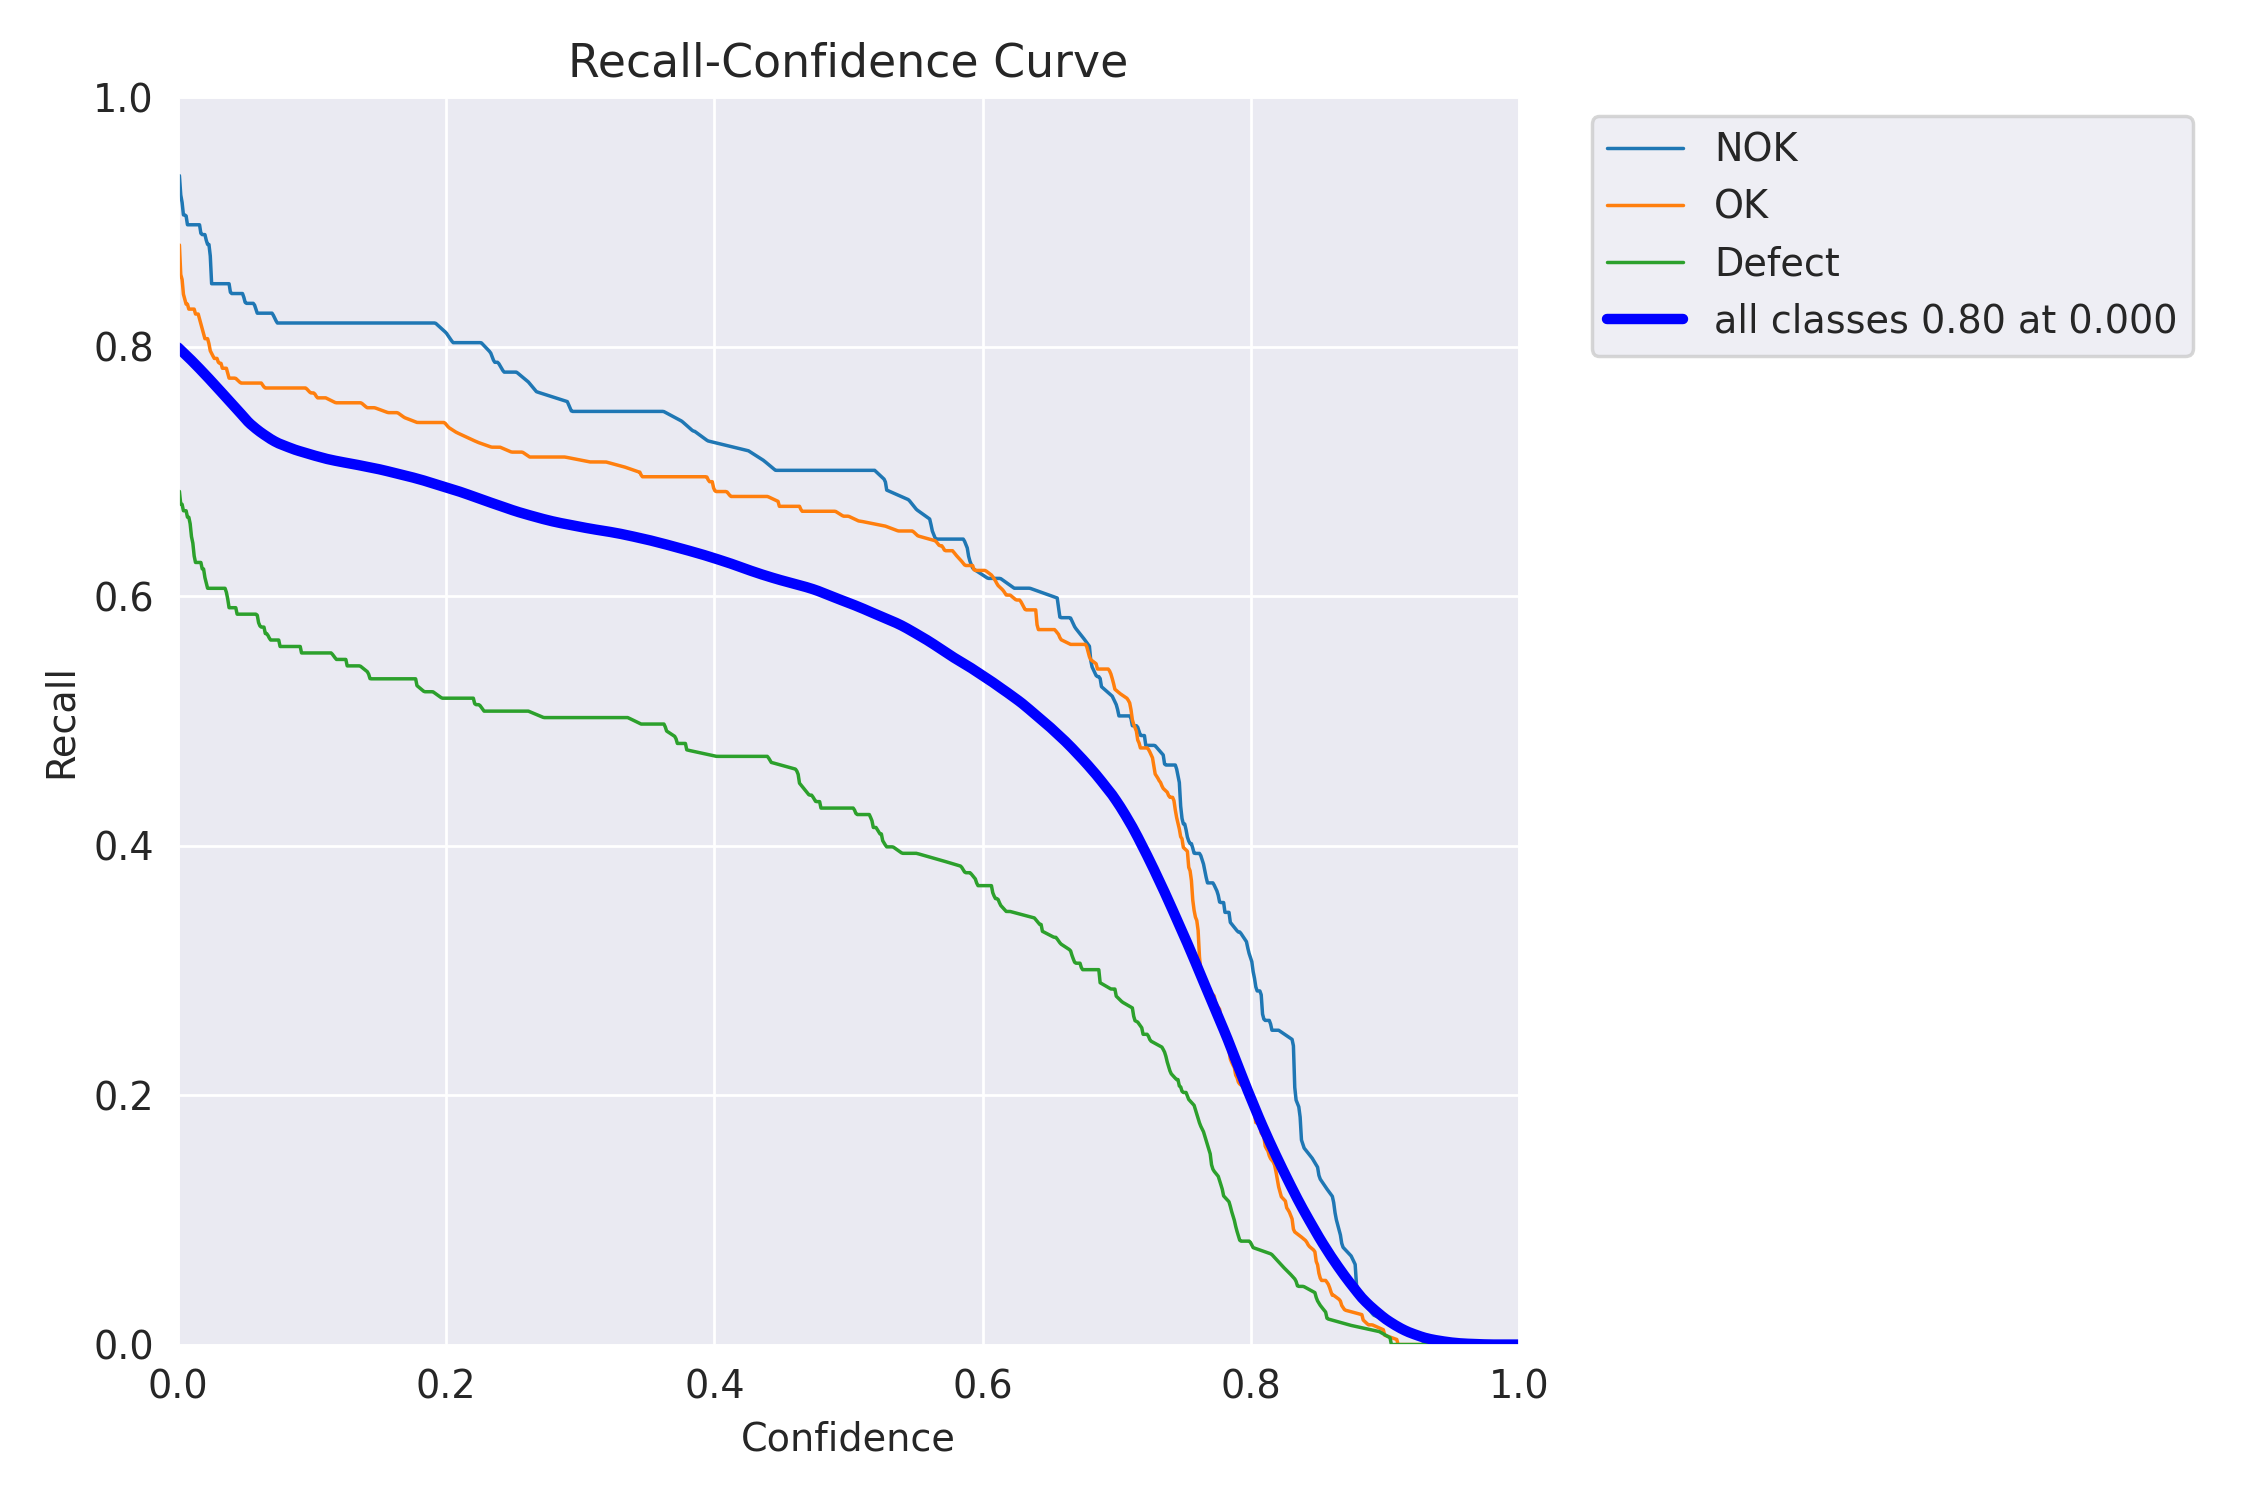 Recall-Confidence Curve
1.0
0.8
0.6
0.4
0.2
0.0
Recall
0.0 0.2 0.4 0.6 0.8 1.0
Confidence
NOK
OK
Defect
all classes 0.80 at 0.000